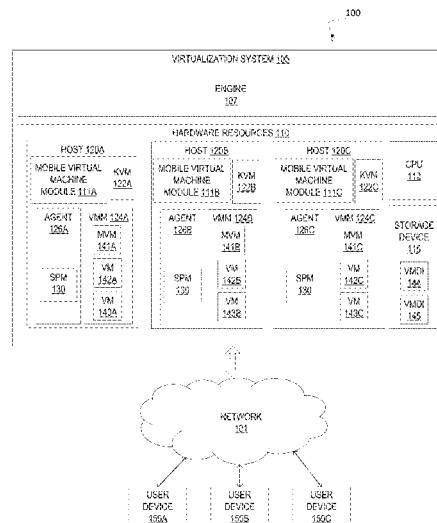 100
VIRTUALIZATION SYSTEM 105
ENGINE
107
HARDWARE RESOURCES 110
HOST 120A
MOBILE VIRTUAL
MACHINE
MODULE 111A
KVM
122A
AGENT
126A
VMM 124A
MVM
141A
SPM
130
VM
142A
VM
143A
HOST 120B
MOBILE VIRTUAL
MACHINE
MODULE 111B
KVM
122B
AGENT
126B
VMM 124B
MVM
141B
SPM
130
VM
142B
VM
143B
HOST 120C
MOBILE VIRTUAL
MACHINE
MODULE 111C
KVM
122C
AGENT
126C
VMM 124C
MVM
141C
SPM
130
VM
142C
VM
143C
CPU
112
STORAGE
DEVICE
115
VMDI
144
VMDI
145
NETWORK
101
USER
DEVICE
155A
USER
DEVICE
155B
USER
DEVICE
155C